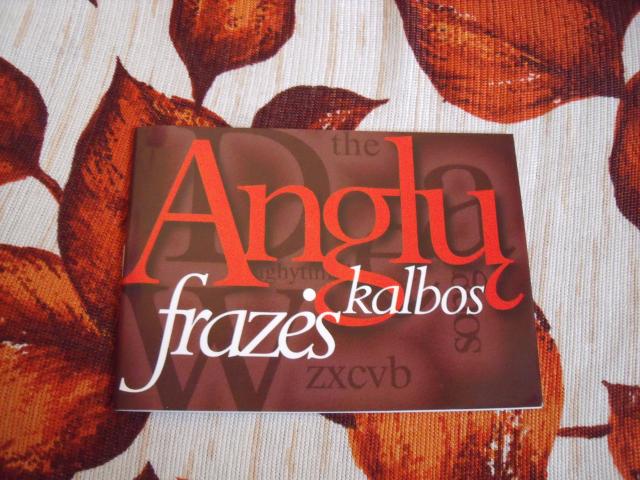 the
Anglų
kalbos
frazės
zxcvb